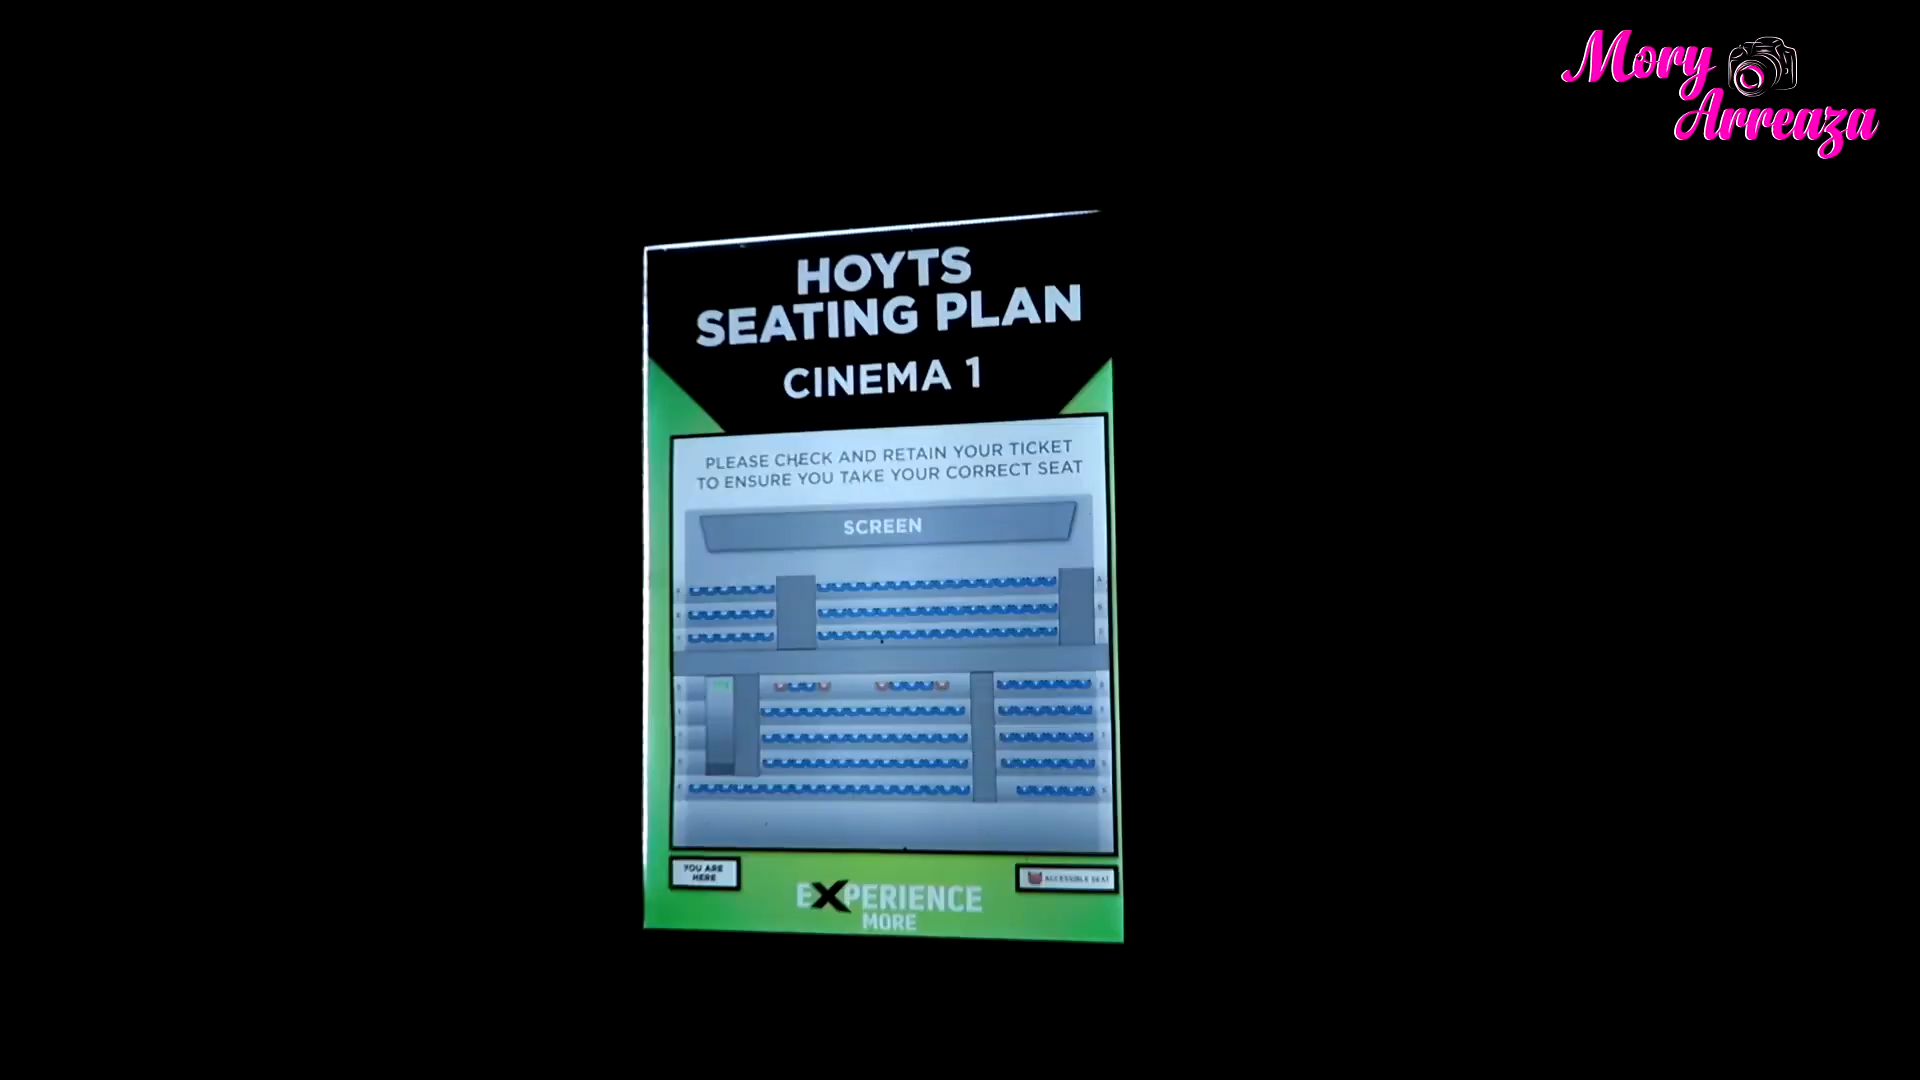 Mory
Arreaza
HOYTS
SEATING PLAN
CINEMA 1
PLEASE CHECK AND RETAIN YOUR TICKET
TO ENSURE YOU TAKE YOUR CORRECT SEAT
SCREEN
YOU ARE
HERE
ACCESSIBLE SEAT
EXPERIENCE
MORE